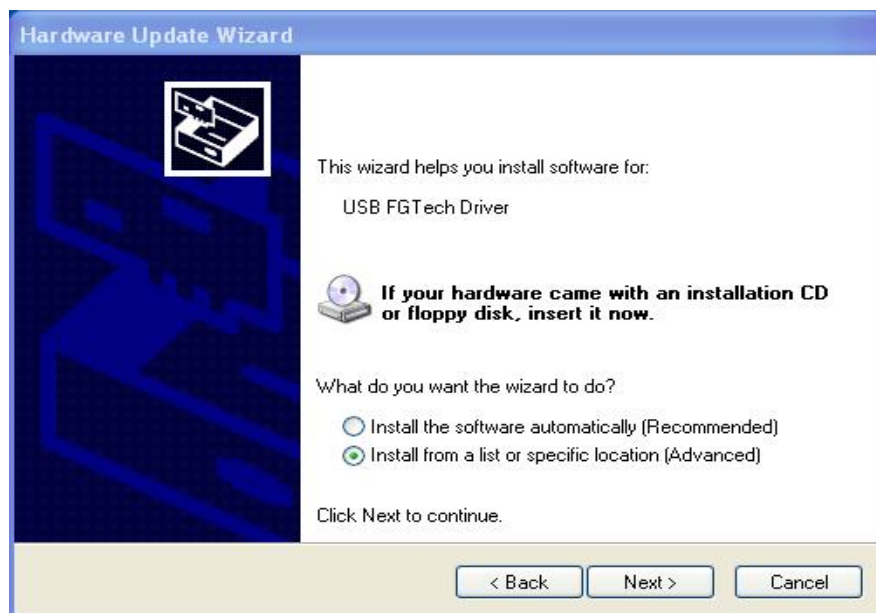 Hardware Update Wizard
This wizard helps you install software for:
USB FGTech Driver
If your hardware came with an installation CD
or floppy disk, insert it now.
What do you want the wizard to do?
Install the software automatically (Recommended)
Install from a list or specific location (Advanced)
Click Next to continue.
< Back Next > Cancel